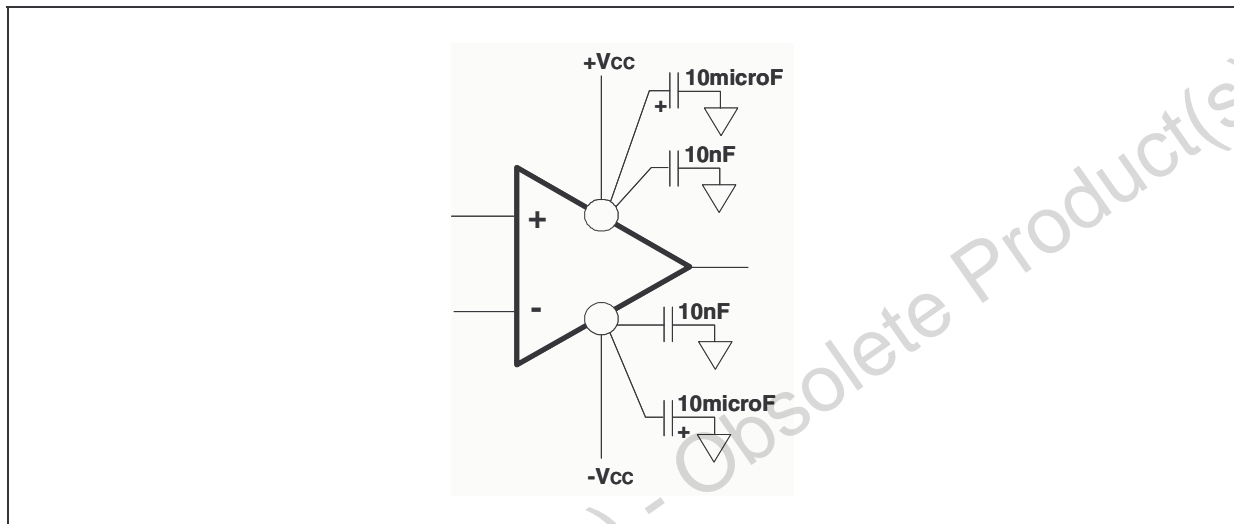 +VCC
10microF
+
10nF
+
-
10nF
10microF
+
-VCC
) - Obsolete Product(s